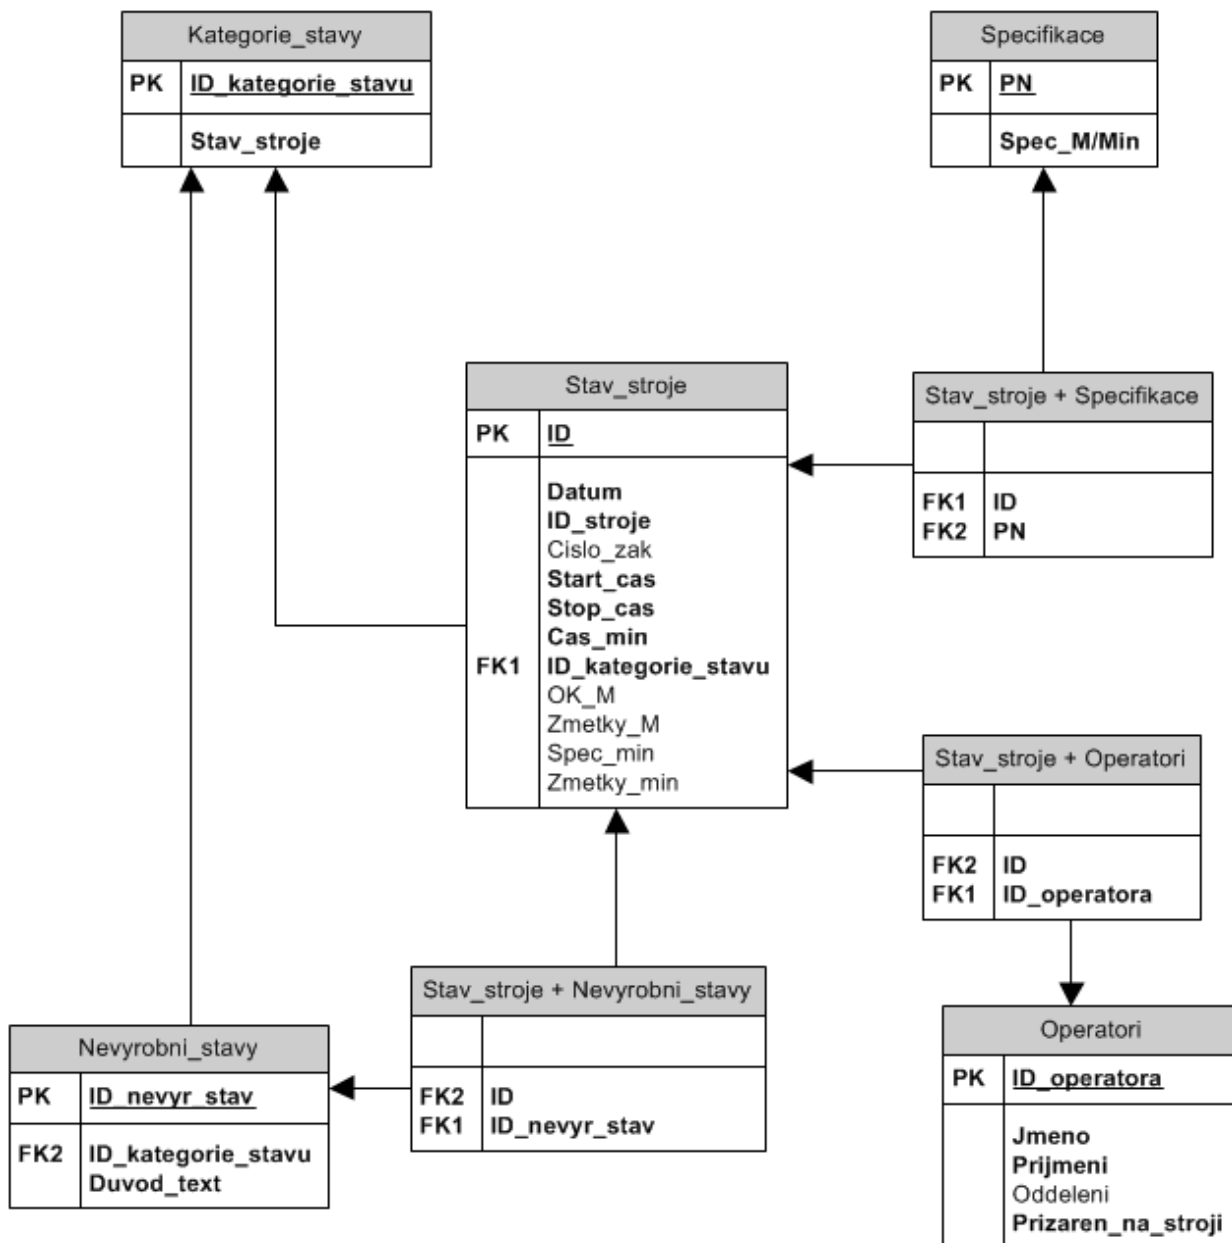 Kategorie_stavy
PK ID_kategorie_stavu
Stav_stroje
Specifikace
PK PN
Spec_M/Min
Stav_stroje
PK ID
Datum
ID_stroje
Cislo_zak
Start_cas
Stop_cas
Cas_min
FK1 ID_kategorie_stavu
OK_M
Zmetky_M
Spec_min
Zmetky_min
Stav_stroje + Specifikace
FK1 ID
FK2 PN
Stav_stroje + Operatori
FK2 ID
FK1 ID_operatora
Stav_stroje + Nevyrobni_stavy
FK2 ID
FK1 ID_nevyr_stav
Nevyrobni_stavy
PK ID_nevyr_stav
FK2 ID_kategorie_stavu
Duvod_text
Operatori
PK ID_operatora
Jmeno
Prijmeni
Oddeleni
Prizaren_na_stroji